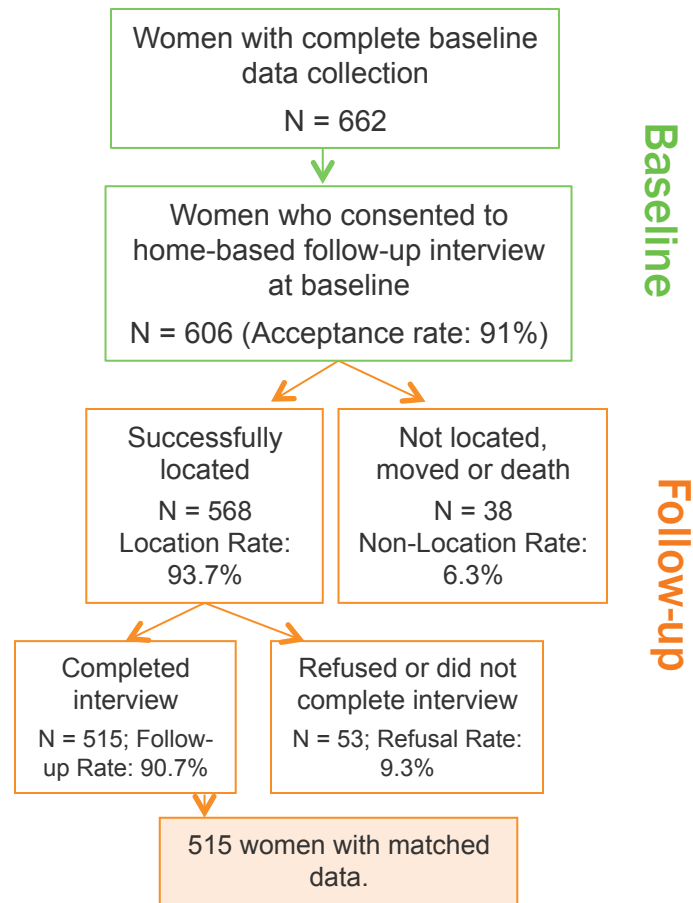 Women with complete baseline
data collection
N = 662
Baseline
Women who consented to
home-based follow-up interview
at baseline
N = 606 (Acceptance rate: 91%)
Successfully
located
N = 568
Location Rate:
93.7%
Not located,
moved or death
N = 38
Non-Location Rate:
6.3%
Follow-up
Completed
interview
N = 515; Follow-
up Rate: 90.7%
Refused or did not
complete interview
N = 53; Refusal Rate:
9.3%
515 women with matched
data.